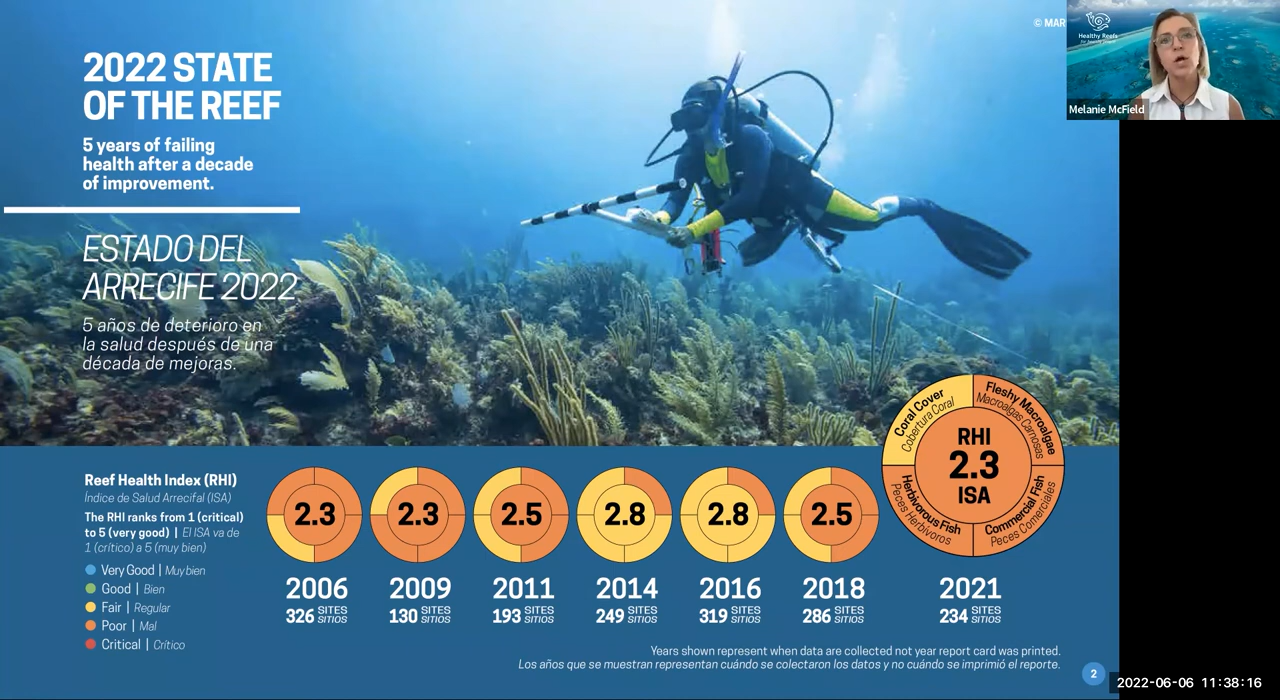 2022 STATE
OF THE REEF
5 years of failing
health after a decade
of improvement.
ESTADO DEL
ARRECIFE 2022
5 años de deterioro en
la salud después de una
década de mejoras.
© MAR
Healthy Reefs
for healthy people
Melanie McField
Coral Cover
Cobertura Coral
Fleshy Macroalgae
Macroalgas Carnosas
Herbivorous Fish
Peces Herbívoros
Commercial Fish
Peces Comerciales
RHI
2.3
ISA
Reef Health Index (RHI)
Índice de Salud Arrecifal (ISA)
The RHI ranks from 1 (critical)
to 5 (very good) | El ISA va de
1 (crítico) a 5 (muy bien)
Very Good | Muy bien
Good | Bien
Fair | Regular
Poor | Mal
Critical | Crítico
2.3 2.3 2.5 2.8 2.8 2.5
2006 2009 2011 2014 2016 2018 2021
326 SITES SITIOS 130 SITES SITIOS 193 SITES SITIOS 249 SITES SITIOS 319 SITES SITIOS 286 SITES SITIOS 234 SITES SITIOS
Years shown represent when data are collected not year report card was printed.
Los años que se muestran representan cuándo se colectaron los datos y no cuándo se imprimió el reporte.
2
2022-06-06 11:38:16